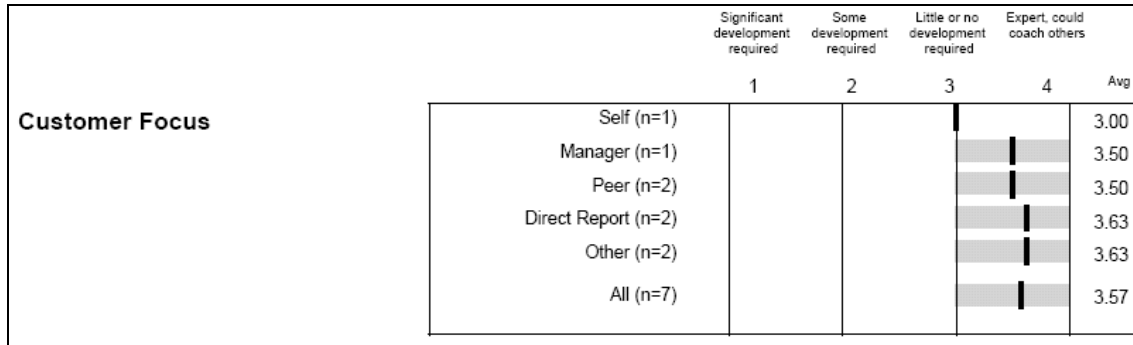 Significant development required
Some development required
Little or no development required
Expert, could coach others
1 2 3 4 Avg
Customer Focus
Self (n=1) 3.00
Manager (n=1) 3.50
Peer (n=2) 3.50
Direct Report (n=2) 3.63
Other (n=2) 3.63
All (n=7) 3.57